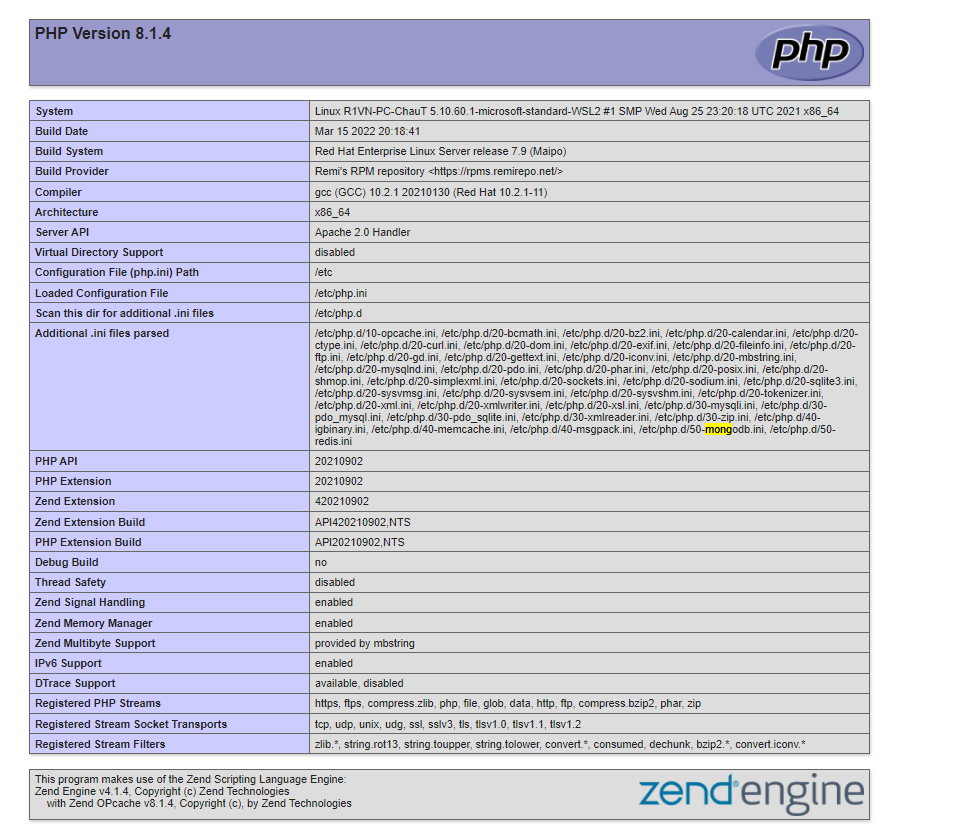 PHP Version 8.1.4
php
System Linux R1VN-PC-ChauT 5.10.60.1-microsoft-standard-WSL2 #1 SMP Wed Aug 25 23:20:18 UTC 2021 x86_64
Build Date Mar 15 2022 20:18:41
Build System Red Hat Enterprise Linux Server release 7.9 (Maipo)
Build Provider Remi's RPM repository <https://rpms.remirepo.net/>
Compiler gcc (GCC) 10.2.1 20210130 (Red Hat 10.2.1-11)
Architecture x86_64
Server API Apache 2.0 Handler
Virtual Directory Support disabled
Configuration File (php.ini) Path /etc
Loaded Configuration File /etc/php.ini
Scan this dir for additional .ini files /etc/php.d
Additional .ini files parsed /etc/php.d/10-opcache.ini, /etc/php.d/20-bcmath.ini, /etc/php.d/20-bz2.ini, /etc/php.d/20-calendar.ini, /etc/php.d/20-
ctype.ini, /etc/php.d/20-curl.ini, /etc/php.d/20-dom.ini, /etc/php.d/20-exif.ini, /etc/php.d/20-fileinfo.ini, /etc/php.d/20-
ftp.ini, /etc/php.d/20-gd.ini, /etc/php.d/20-gettext.ini, /etc/php.d/20-iconv.ini, /etc/php.d/20-mbstring.ini,
/etc/php.d/20-mysqlnd.ini, /etc/php.d/20-pdo.ini, /etc/php.d/20-phar.ini, /etc/php.d/20-posix.ini, /etc/php.d/20-
shmop.ini, /etc/php.d/20-simplexml.ini, /etc/php.d/20-sockets.ini, /etc/php.d/20-sodium.ini, /etc/php.d/20-sqlite3.ini,
/etc/php.d/20-sysvmsg.ini, /etc/php.d/20-sysvsem.ini, /etc/php.d/20-sysvshm.ini, /etc/php.d/20-tokenizer.ini,
/etc/php.d/20-xml.ini, /etc/php.d/20-xmlwriter.ini, /etc/php.d/20-xsl.ini, /etc/php.d/30-mysqli.ini, /etc/php.d/30-
pdo_mysql.ini, /etc/php.d/30-pdo_sqlite.ini, /etc/php.d/30-xmlreader.ini, /etc/php.d/30-zip.ini, /etc/php.d/40-
igbinary.ini, /etc/php.d/40-memcache.ini, /etc/php.d/40-msgpack.ini, /etc/php.d/50-mongodb.ini, /etc/php.d/50-
redis.ini
PHP API 20210902
PHP Extension 20210902
Zend Extension 420210902
Zend Extension Build API420210902,NTS
PHP Extension Build API20210902,NTS
Debug Build no
Thread Safety disabled
Zend Signal Handling enabled
Zend Memory Manager enabled
Zend Multibyte Support provided by mbstring
IPv6 Support enabled
DTrace Support available, disabled
Registered PHP Streams https, ftps, compress.zlib, php, file, glob, data, http, ftp, compress.bzip2, phar, zip
Registered Stream Socket Transports tcp, udp, unix, udg, ssl, sslv3, tls, tlsv1.0, tlsv1.1, tlsv1.2
Registered Stream Filters zlib.*, string.rot13, string.toupper, string.tolower, convert.*, consumed, dechunk, bzip2.*, convert.iconv.*
This program makes use of the Zend Scripting Language Engine:
Zend Engine v4.1.4, Copyright (c) Zend Technologies
with Zend OPcache v8.1.4, Copyright (c), by Zend Technologies
zend® engine